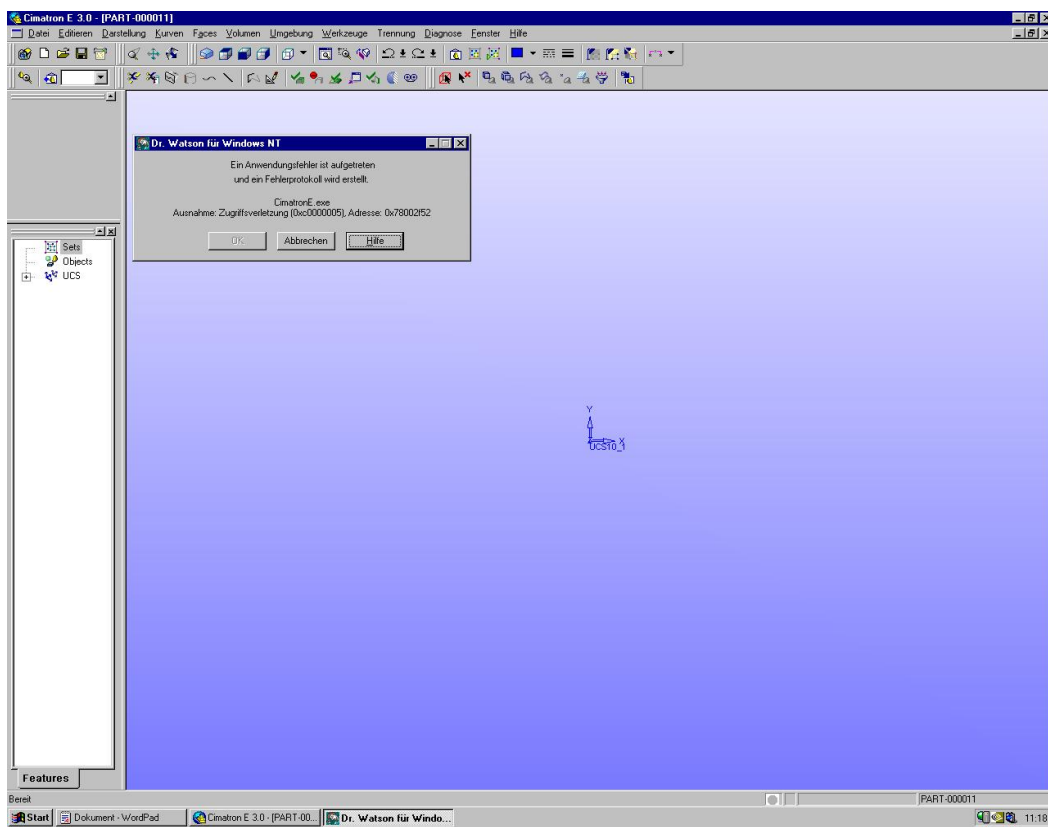 Cimatron E 3.0 - [PART-000011]
Datei Editieren Darstellung Kurven Faces Volumen Umgebung Werkzeuge Trennung Diagnose Fenster Hilfe
Dr. Watson für Windows NT
Ein Anwendungsfehler ist aufgetreten
und ein Fehlerprotokoll wird erstellt.
CimatronE.exe
Ausnahme: Zugriffsverletzung (0xc0000005), Adresse: 0x78002f52
OK
Abbrechen
Hilfe
Sets
Objects
UCS
Y
X
UCS10_1
Features
Bereit
PART-000011
Start
Dokument - WordPad
Cimatron E 3.0 - [PART-00...
Dr. Watson für Windo...
11:18